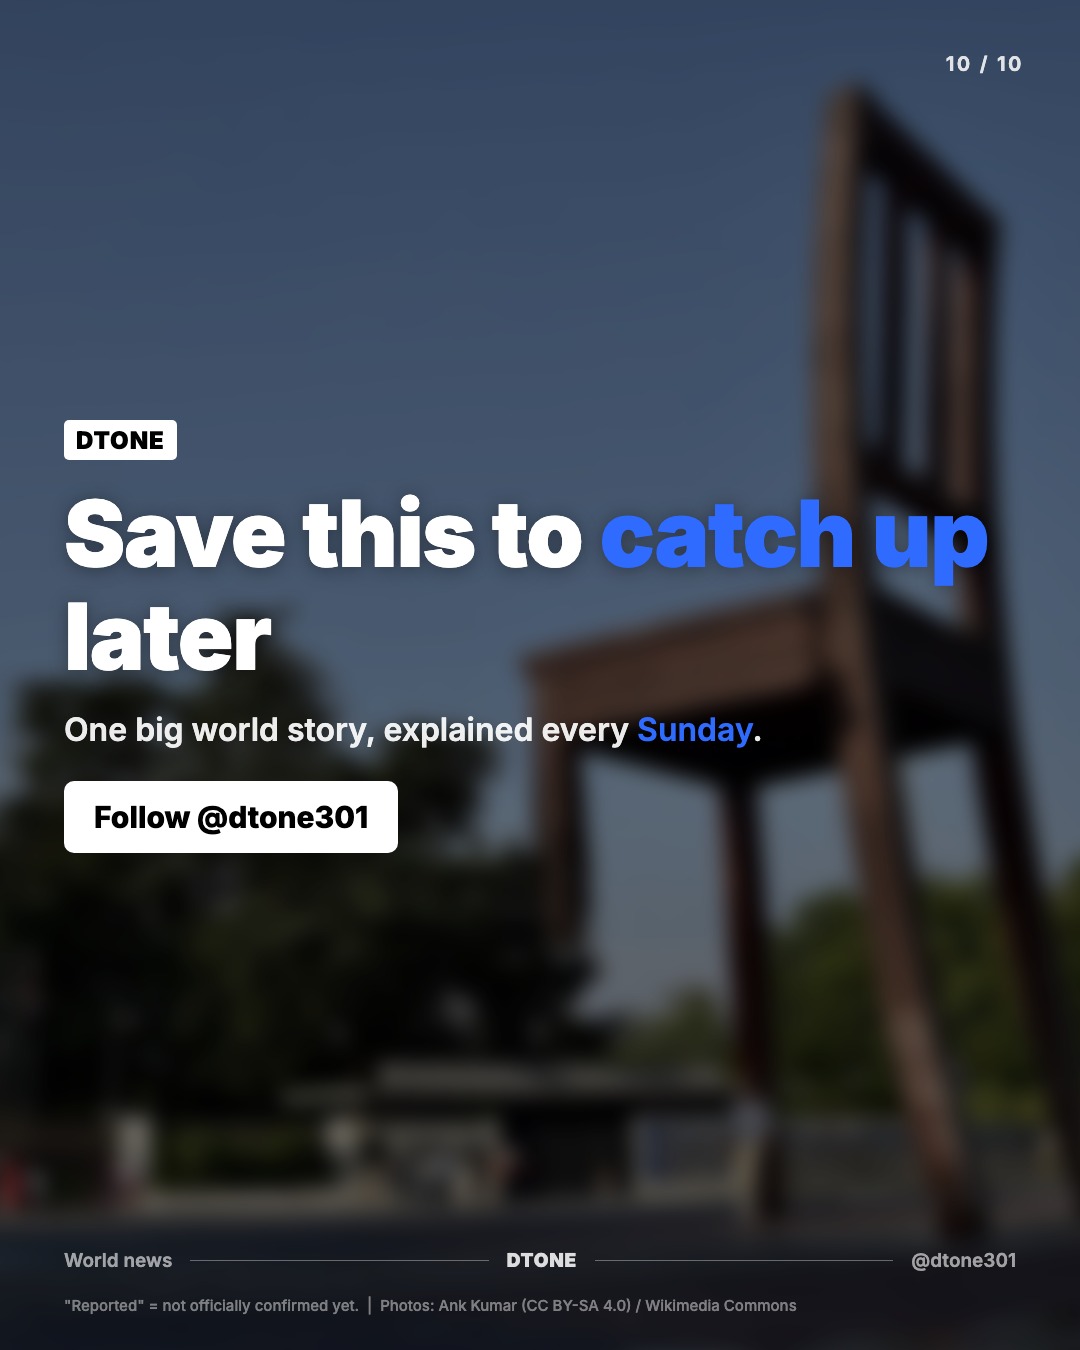 10 / 10
DTONE
Save this to catch up
later
One big world story, explained every Sunday.
Follow @dtone301
World news
DTONE
@dtone301
"Reported" = not officially confirmed yet. | Photos: Ank Kumar (CC BY-SA 4.0) / Wikimedia Commons